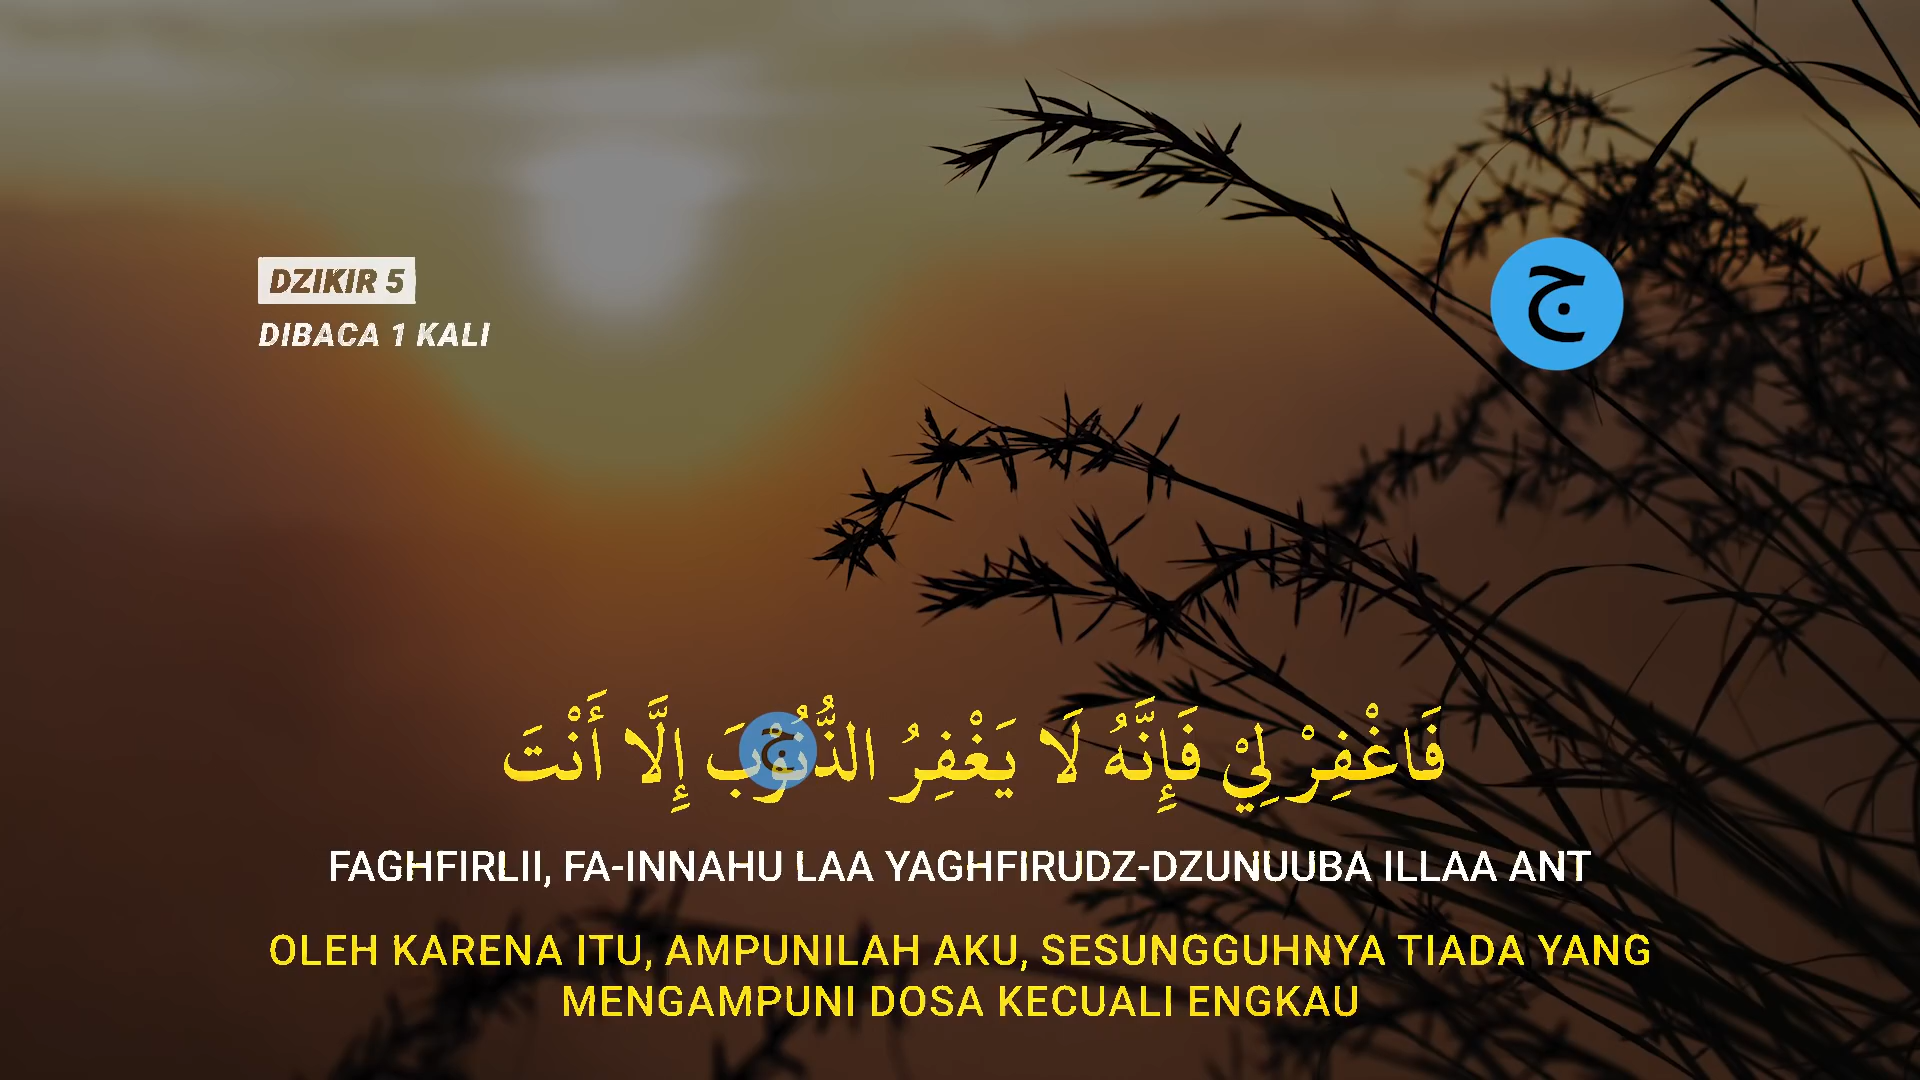 DZIKIR 5
DIBACA 1 KALI
ج
فَاغْفِرْ لِيْ فَإِنَّهُ لَا يَغْفِرُ الذُّنُوْبَ إِلَّا أَنْتَ
ج
FAGHFIRLII, FA-INNAHU LAA YAGHFIRUDZ-DZUNUUBA ILLAA ANT
OLEH KARENA ITU, AMPUNILAH AKU, SESUNGGUHNYA TIADA YANG
MENGAMPUNI DOSA KECUALI ENGKAU